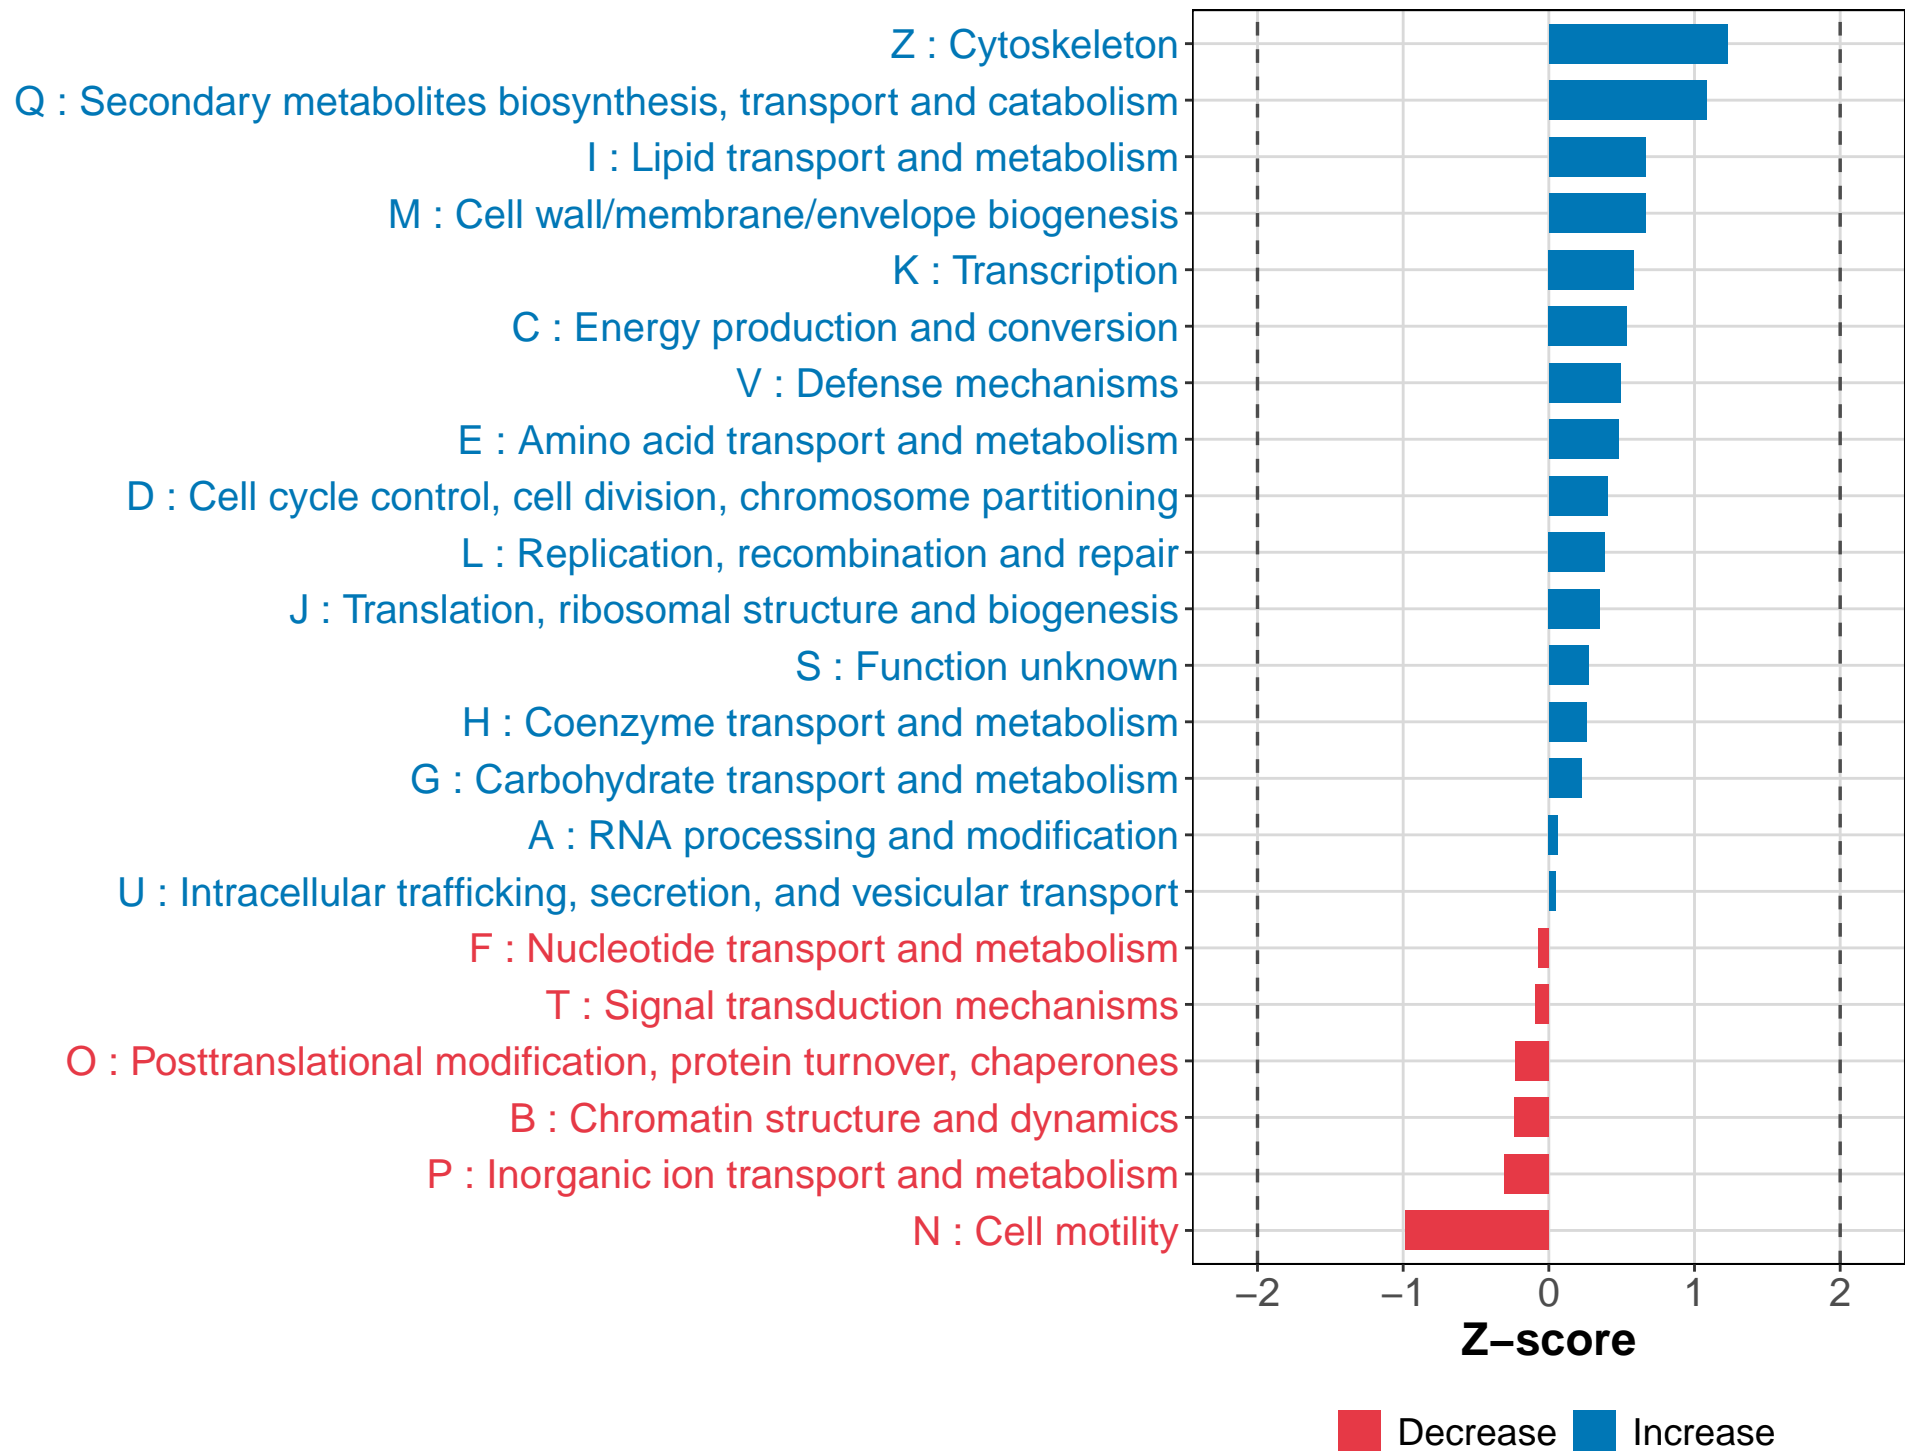 Z : Cytoskeleton
Q : Secondary metabolites biosynthesis, transport and catabolism
I : Lipid transport and metabolism
M : Cell wall/membrane/envelope biogenesis
K : Transcription
C : Energy production and conversion
V : Defense mechanisms
E : Amino acid transport and metabolism
D : Cell cycle control, cell division, chromosome partitioning
L : Replication, recombination and repair
J : Translation, ribosomal structure and biogenesis
S : Function unknown
H : Coenzyme transport and metabolism
G : Carbohydrate transport and metabolism
A : RNA processing and modification
U : Intracellular trafficking, secretion, and vesicular transport
F : Nucleotide transport and metabolism
T : Signal transduction mechanisms
O : Posttranslational modification, protein turnover, chaperones
B : Chromatin structure and dynamics
P : Inorganic ion transport and metabolism
N : Cell motility
−2 −1 0 1 2
Z−score
Decrease Increase